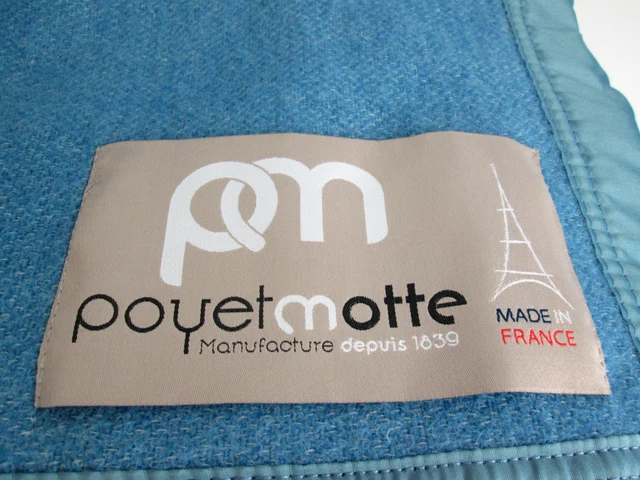 pm
poyetmotte
Manufacture depuis 1839
MADE IN
FRANCE